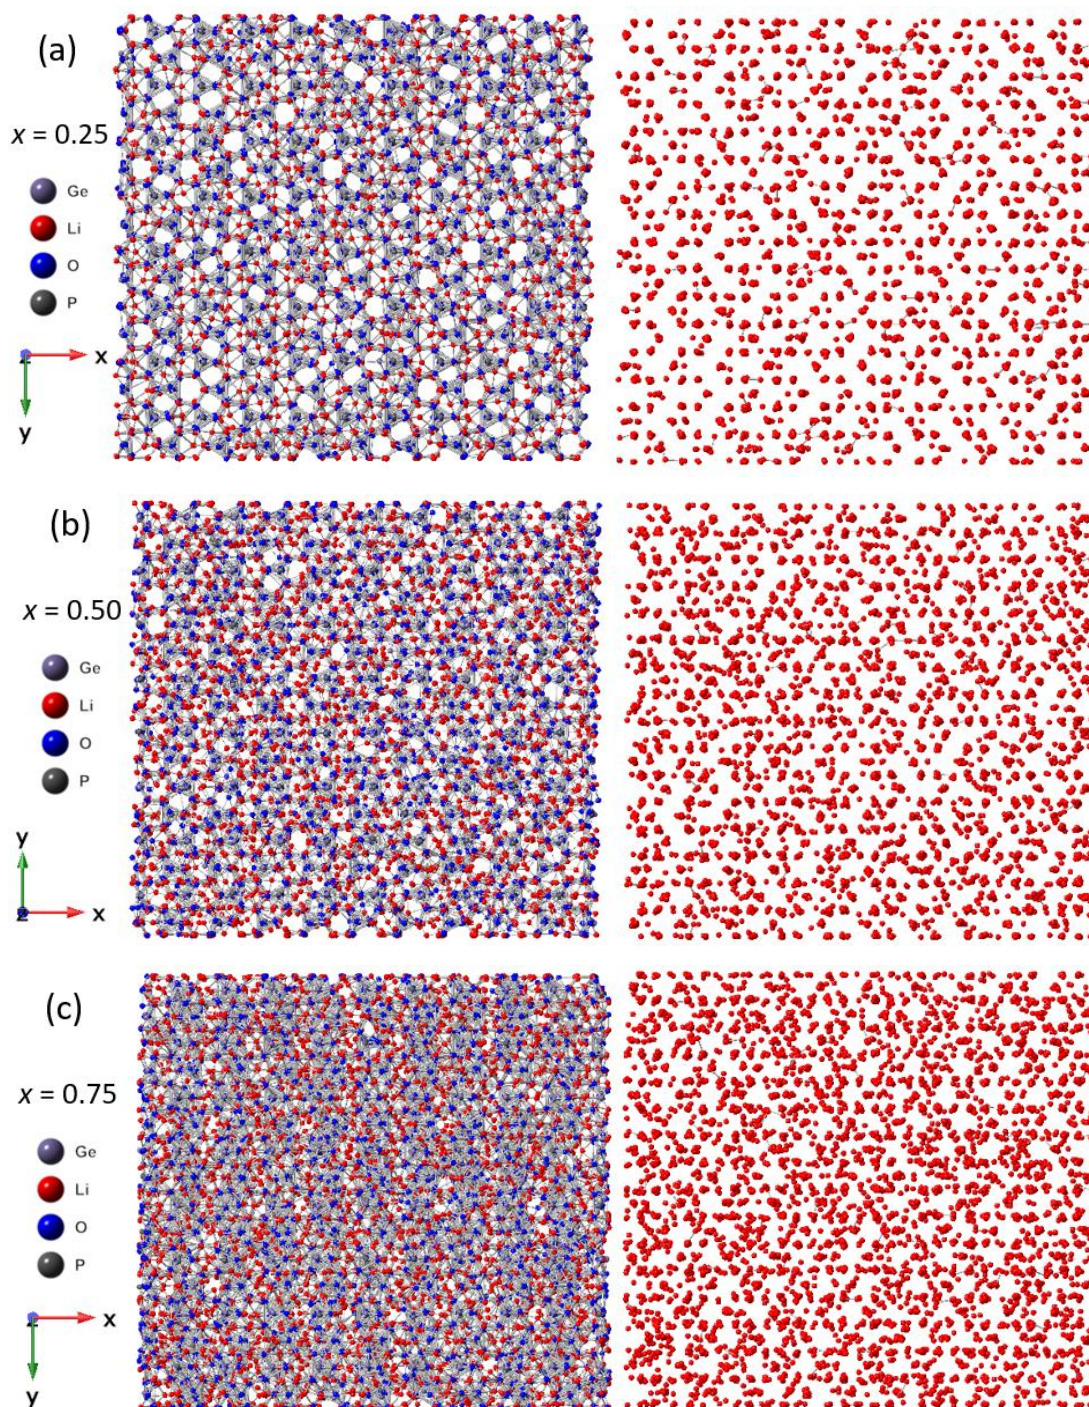 (a)
x = 0.25
Ge
Li
O
P
z x
y
(b)
x = 0.50
Ge
Li
O
P
y
z x
(c)
x = 0.75
Ge
Li
O
P
z x
y